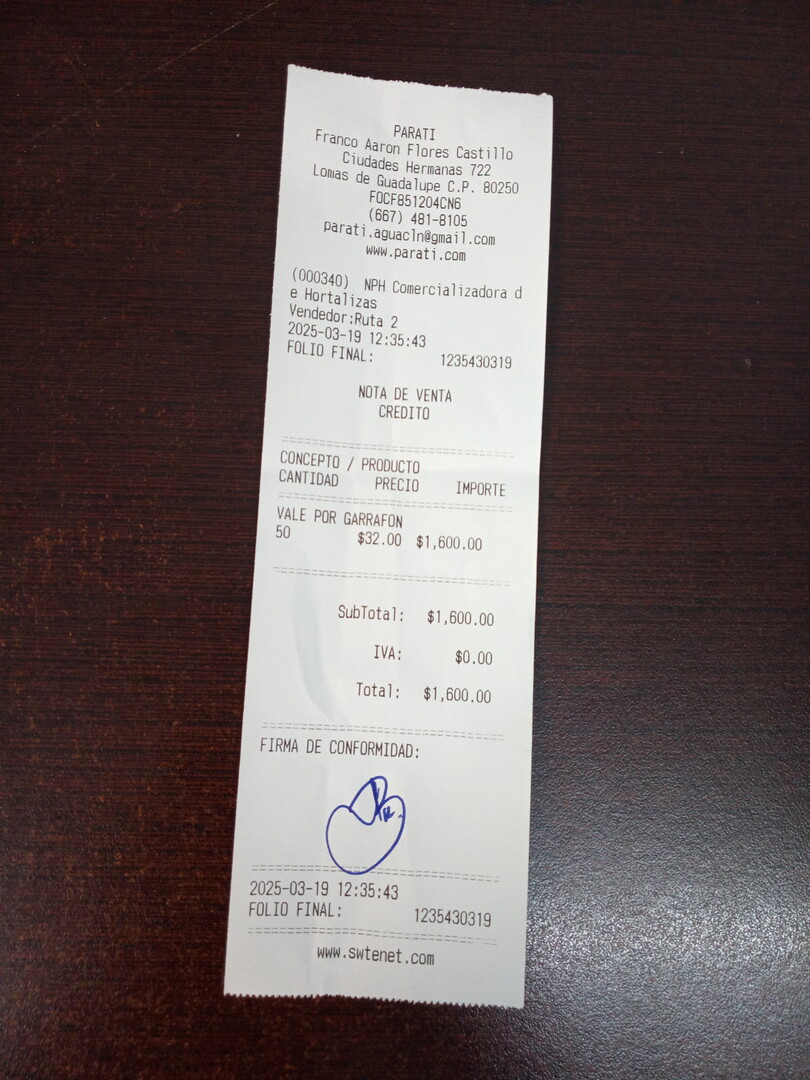 PARATI
Franco Aaron Flores Castillo
Ciudades Hermanas 722
Lomas de Guadalupe C.P. 80250
FOCF851204CN6
(667) 481-8105
parati.aguacln@gmail.com
www.parati.com
(000340) NPH Comercializadora d
e Hortalizas
Vendedor:Ruta 2
2025-03-19 12:35:43
FOLIO FINAL: 1235430319
NOTA DE VENTA
CREDITO
CONCEPTO / PRODUCTO
CANTIDAD PRECIO IMPORTE
VALE POR GARRAFON
50 $32.00 $1,600.00
SubTotal: $1,600.00
IVA: $0.00
Total: $1,600.00
FIRMA DE CONFORMIDAD:
2025-03-19 12:35:43
FOLIO FINAL: 1235430319
www.swtenet.com